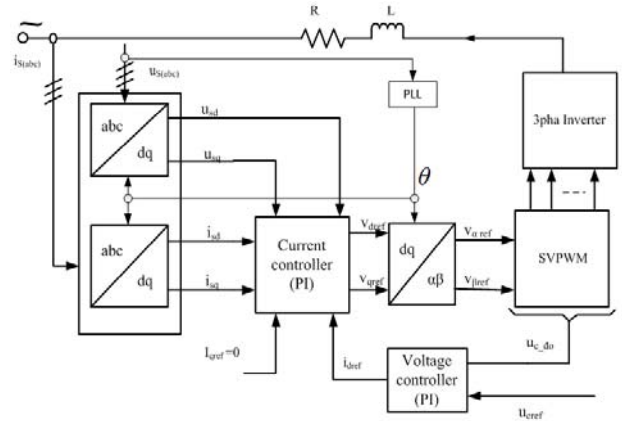 ~
R
L
i_S(abc)
u_S(abc)
PLL
3pha Inverter
abc
dq
u_sd
u_sq
θ
abc
dq
i_sd
i_sq
Current
controller
(PI)
v_dref
v_qref
dq
αβ
v_α ref
v_βref
SVPWM
I_qref=0
i_dref
Voltage
controller
(PI)
u_c_do
u_cref